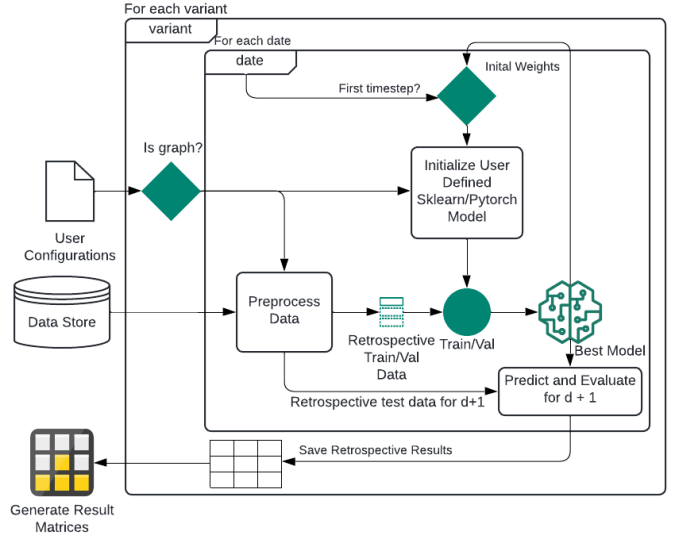 For each variant
variant
For each date
date
Inital Weights
First timestep?
Is graph?
Initialize User
Defined
Sklearn/Pytorch
Model
User
Configurations
Data Store
Preprocess
Data
Retrospective
Train/Val
Data
Train/Val
Best Model
Predict and Evaluate
for d + 1
Retrospective test data for d+1
Save Retrospective Results
Generate Result
Matrices